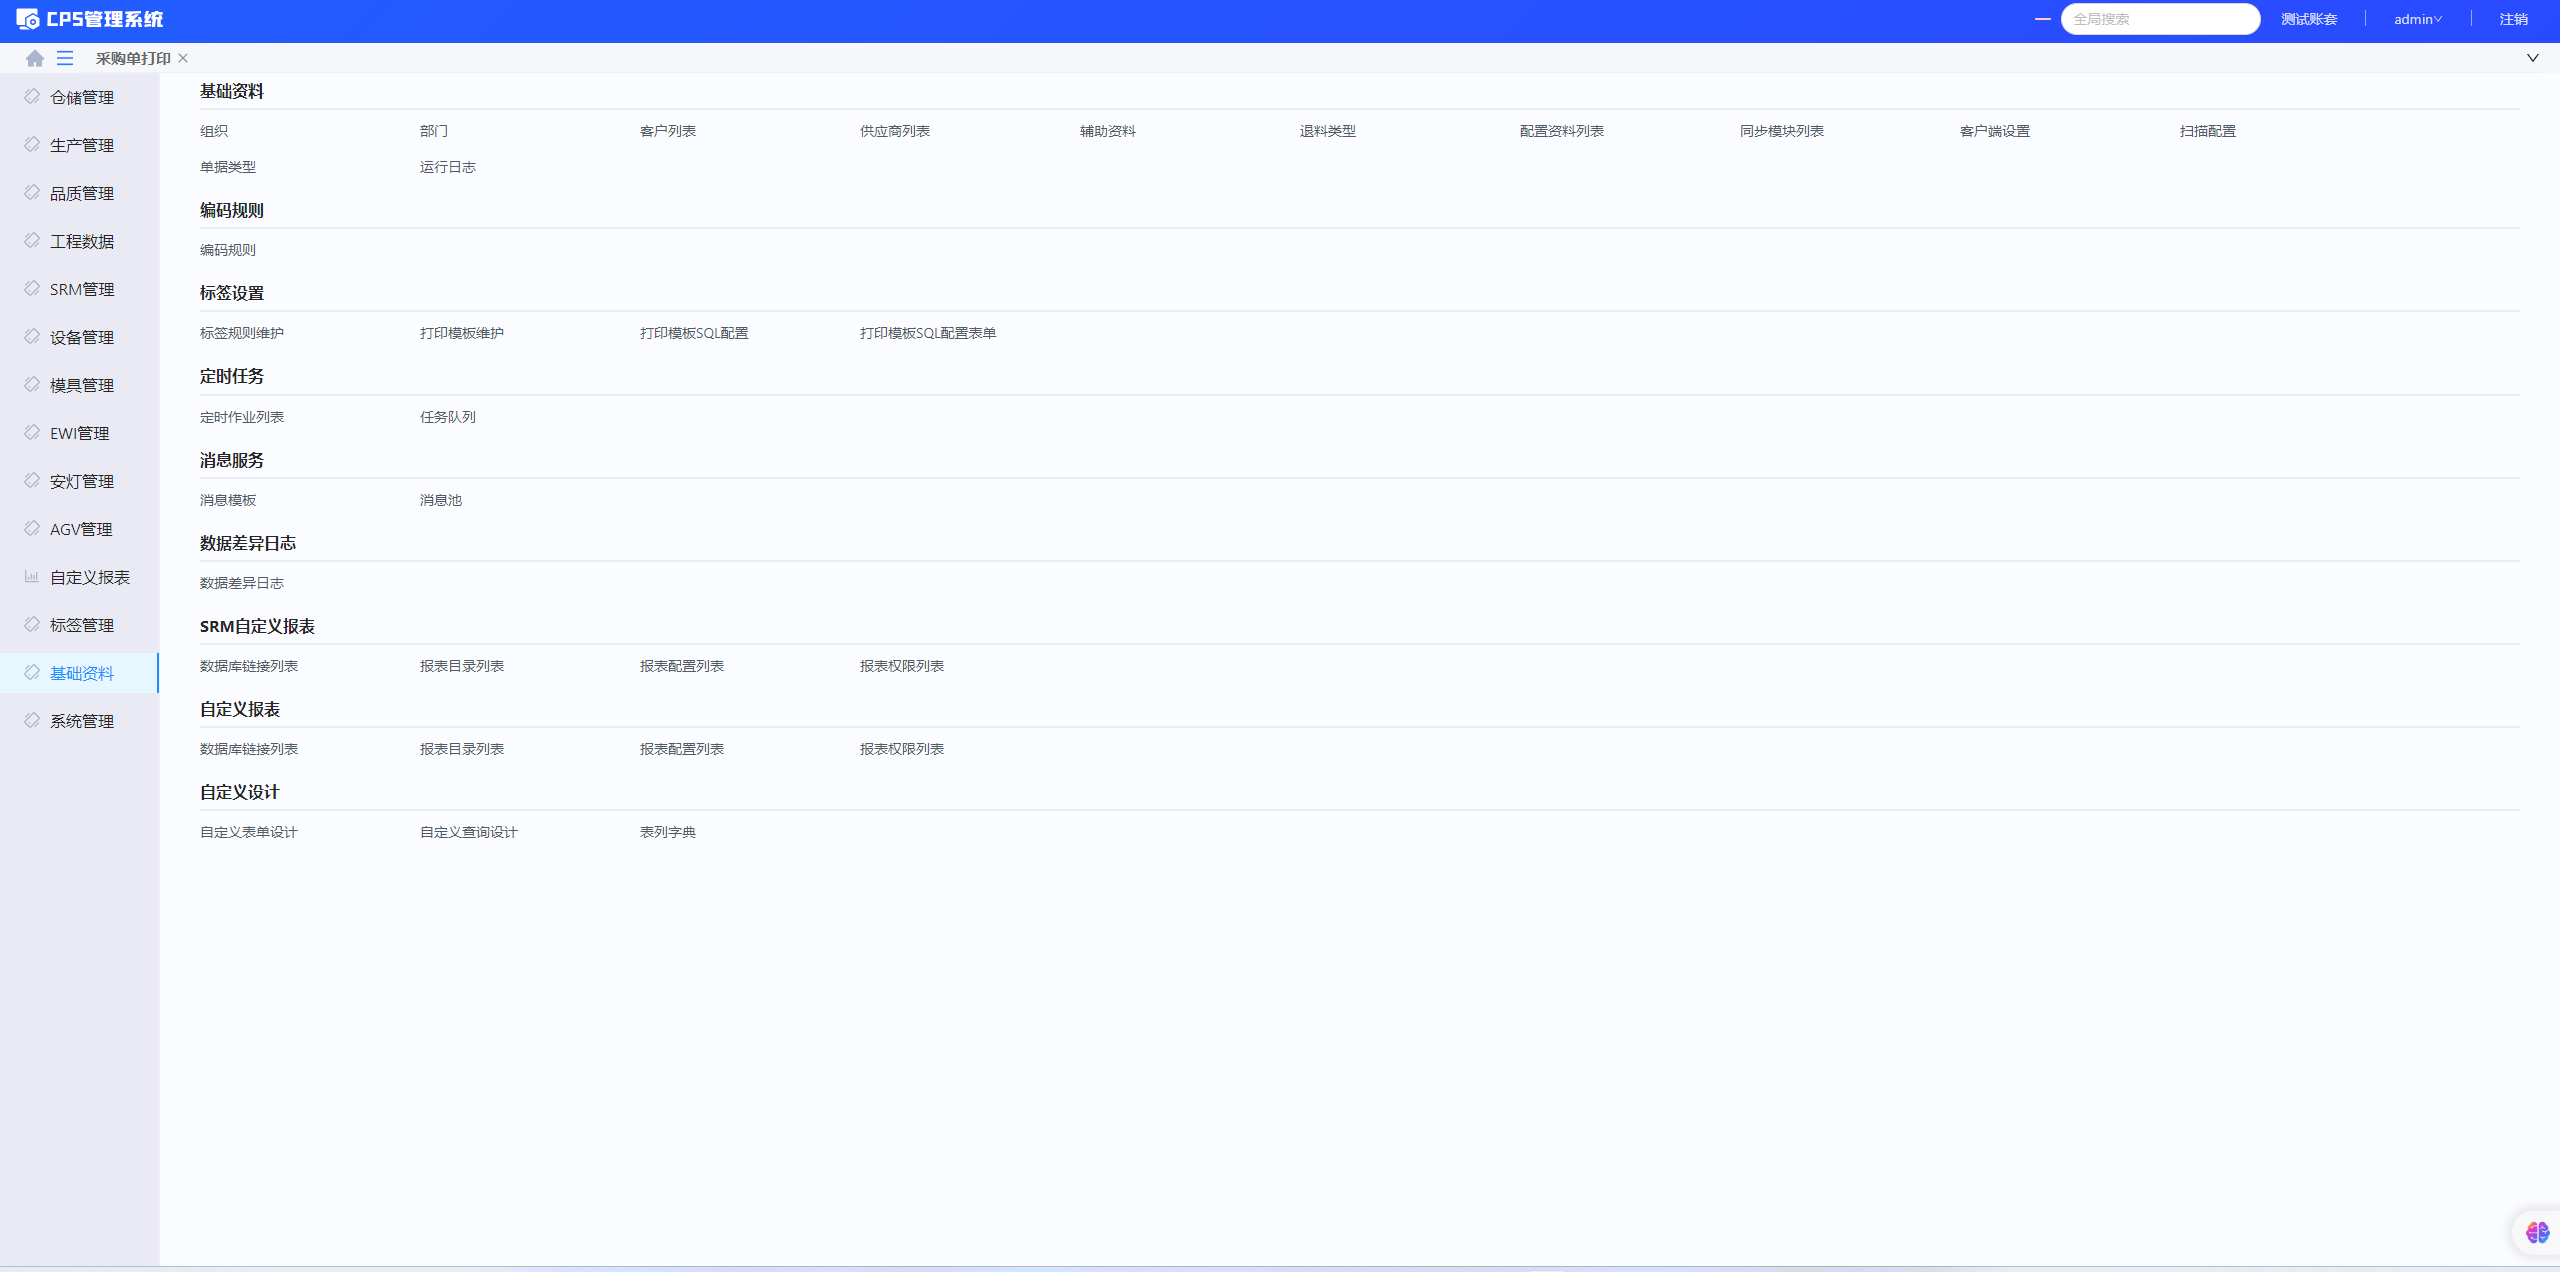 CPS管理系统
全局搜索 测试账套 admin 注销
采购单打印
仓储管理
生产管理
品质管理
工程数据
SRM管理
设备管理
模具管理
EWI管理
安灯管理
AGV管理
自定义报表
标签管理
基础资料
系统管理
基础资料
组织 部门 客户列表 供应商列表 辅助资料 退料类型 配置资料列表 同步模块列表 客户端设置 扫描配置
单据类型 运行日志
编码规则
编码规则
标签设置
标签规则维护 打印模板维护 打印模板SQL配置 打印模板SQL配置表单
定时任务
定时作业列表 任务队列
消息服务
消息模板 消息池
数据差异日志
数据差异日志
SRM自定义报表
数据库链接列表 报表目录列表 报表配置列表 报表权限列表
自定义报表
数据库链接列表 报表目录列表 报表配置列表 报表权限列表
自定义设计
自定义表单设计 自定义查询设计 表列字典